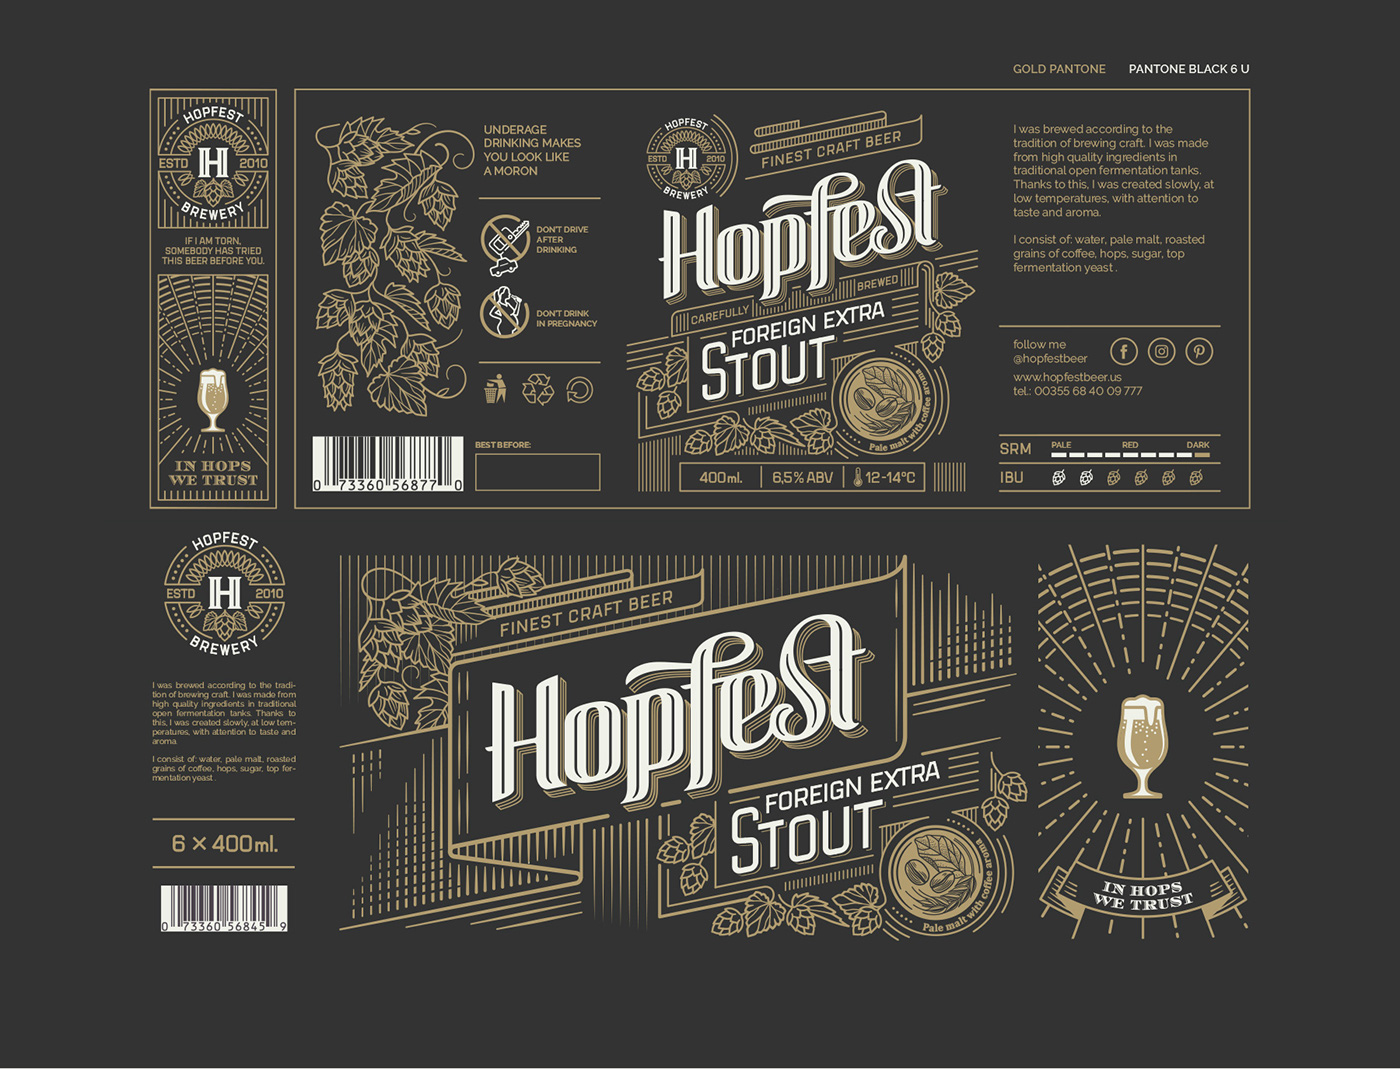 GOLD PANTONE PANTONE BLACK 6 U
HOPFEST
ESTD H 2010
BREWERY
IF I AM TORN,
SOMEBODY HAS TRIED
THIS BEER BEFORE YOU.
IN HOPS
WE TRUST
UNDERAGE
DRINKING MAKES
YOU LOOK LIKE
A MORON
DON'T DRIVE
AFTER
DRINKING
DON'T DRINK
IN PREGNANCY
BEST BEFORE:
0 73360 56877 0
HOPFEST
ESTD H 2010
BREWERY
FINEST CRAFT BEER
Hopfest
CAREFULLY BREWED
FOREIGN EXTRA
STOUT
Pale malt with coffee aroma
400ml. 6,5% ABV 12-14°C
I was brewed according to the
tradition of brewing craft. I was made
from high quality ingredients in
traditional open fermentation tanks.
Thanks to this, I was created slowly, at
low temperatures, with attention to
taste and aroma.
I consist of: water, pale malt, roasted
grains of coffee, hops, sugar, top
fermentation yeast .
follow me
@hopfestbeer
www.hopfestbeer.us
tel.: 00355 68 40 09 777
SRM PALE RED DARK
IBU
HOPFEST
ESTD H 2010
BREWERY
I was brewed according to the tradi-
tion of brewing craft. I was made from
high quality ingredients in traditional
open fermentation tanks. Thanks to
this, I was created slowly, at low tem-
peratures, with attention to taste and
aroma
I consist of: water, pale malt, roasted
grains of coffee, hops, sugar, top fer-
mentation yeast .
6 × 400ml.
0 73360 56845 9
FINEST CRAFT BEER
Hopfest
FOREIGN EXTRA
STOUT
Pale malt with coffee aroma
IN HOPS
WE TRUST